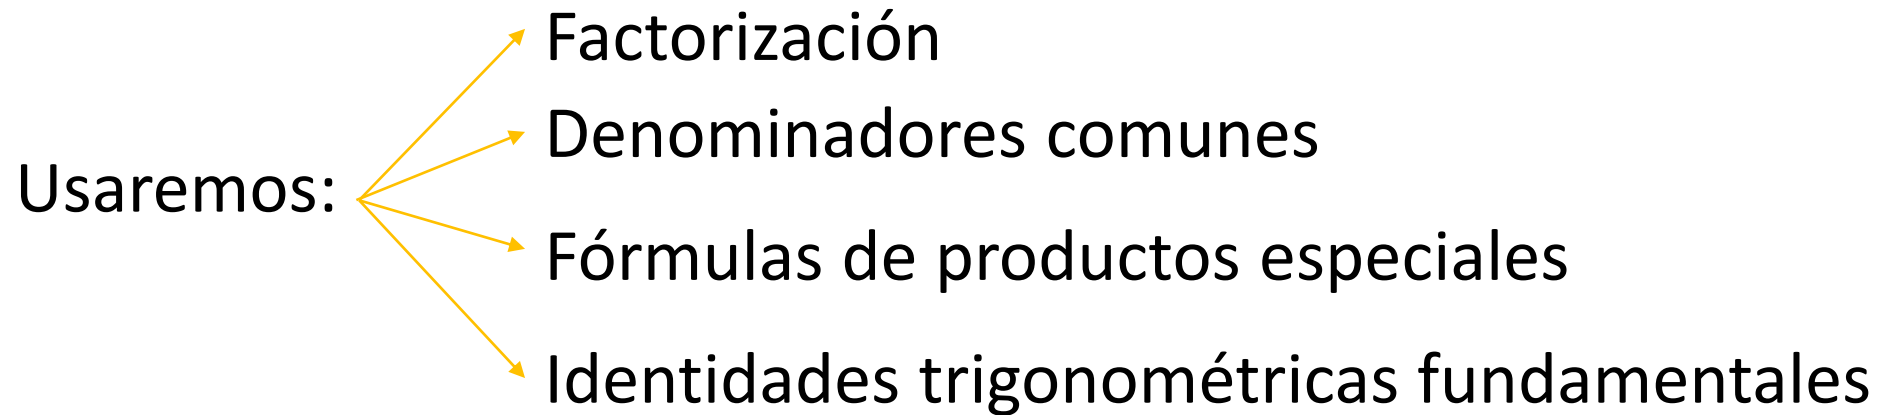 Factorización
Denominadores comunes
Usaremos:
Fórmulas de productos especiales
Identidades trigonométricas fundamentales